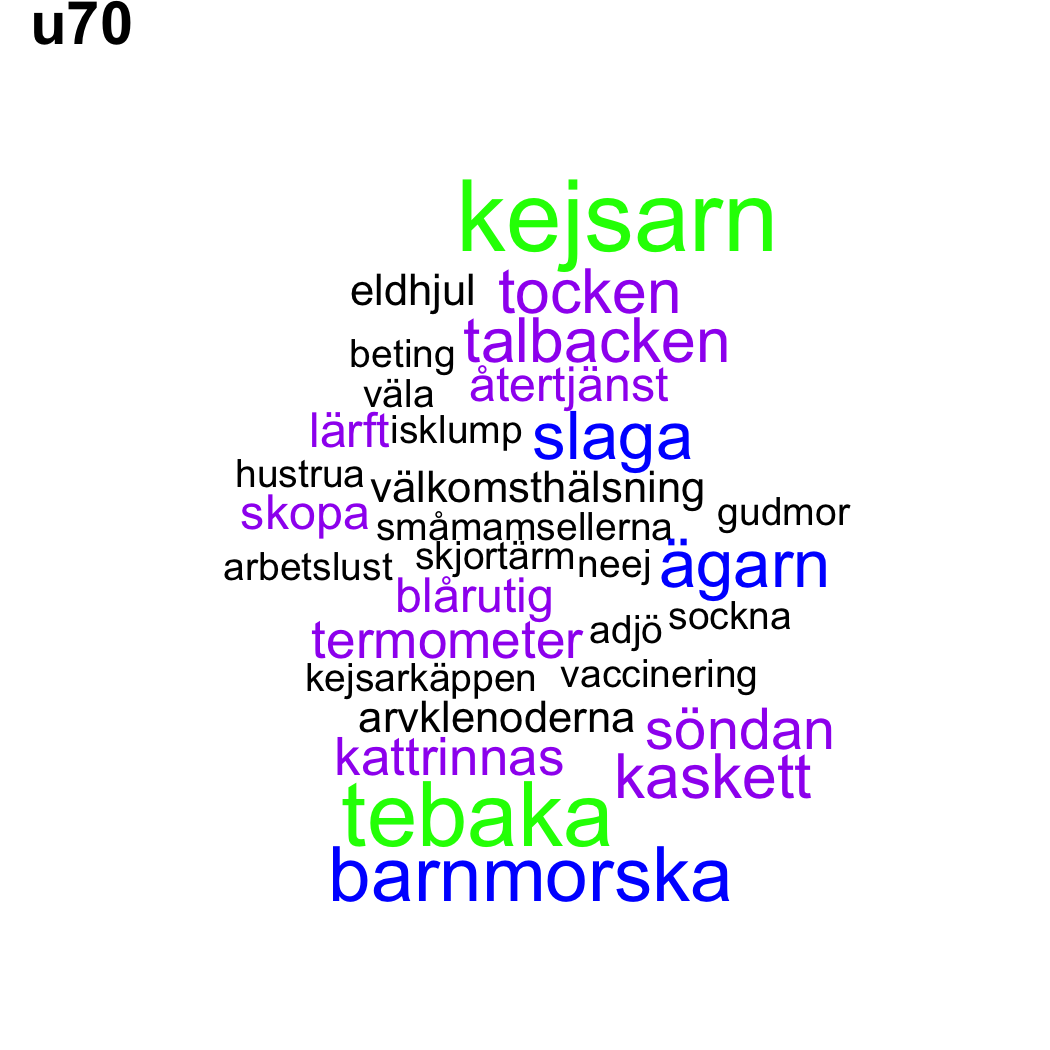 u70
kejsarn
eldhjul tocken
beting talbacken
väla återtjänst
lärft isklump slaga
hustrua välkomsthälsning
skopa småmamsellerna gudmor
arbetslust skjortärm neej ägarn
blårutig sockna
termometer adjö
kejsarkäppen vaccinering
arvklenoderna söndan
kattrinnas kaskett
tebaka
barnmorska